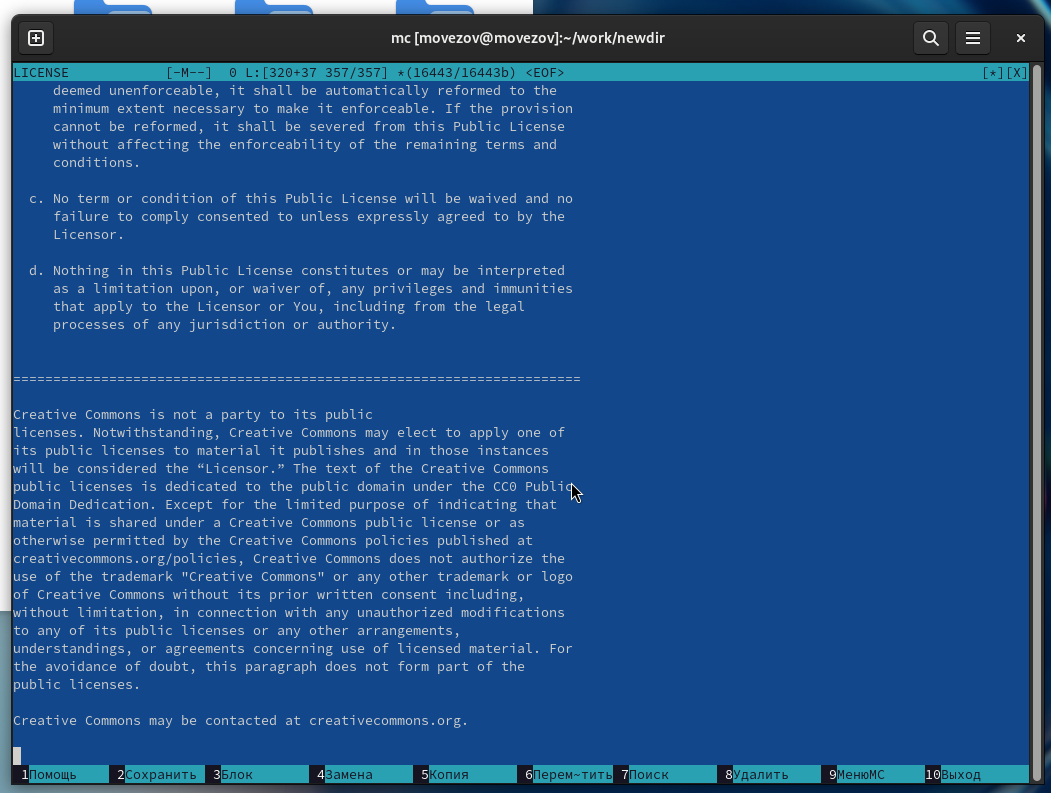 mc [movezov@movezov]:~/work/newdir
LICENSE [-M--] 0 L:[320+37 357/357] *(16443/16443b) <EOF> [*][X]
deemed unenforceable, it shall be automatically reformed to the
minimum extent necessary to make it enforceable. If the provision
cannot be reformed, it shall be severed from this Public License
without affecting the enforceability of the remaining terms and
conditions.
c. No term or condition of this Public License will be waived and no
failure to comply consented to unless expressly agreed to by the
Licensor.
d. Nothing in this Public License constitutes or may be interpreted
as a limitation upon, or waiver of, any privileges and immunities
that apply to the Licensor or You, including from the legal
processes of any jurisdiction or authority.
=======================================================================
Creative Commons is not a party to its public
licenses. Notwithstanding, Creative Commons may elect to apply one of
its public licenses to material it publishes and in those instances
will be considered the “Licensor.” The text of the Creative Commons
public licenses is dedicated to the public domain under the CC0 Public
Domain Dedication. Except for the limited purpose of indicating that
material is shared under a Creative Commons public license or as
otherwise permitted by the Creative Commons policies published at
creativecommons.org/policies, Creative Commons does not authorize the
use of the trademark "Creative Commons" or any other trademark or logo
of Creative Commons without its prior written consent including,
without limitation, in connection with any unauthorized modifications
to any of its public licenses or any other arrangements,
understandings, or agreements concerning use of licensed material. For
the avoidance of doubt, this paragraph does not form part of the
public licenses.
Creative Commons may be contacted at creativecommons.org.
1Помощь 2Сохранить 3Блок 4Замена 5Копия 6Перем~тить 7Поиск 8Удалить 9МенюMC 10Выход